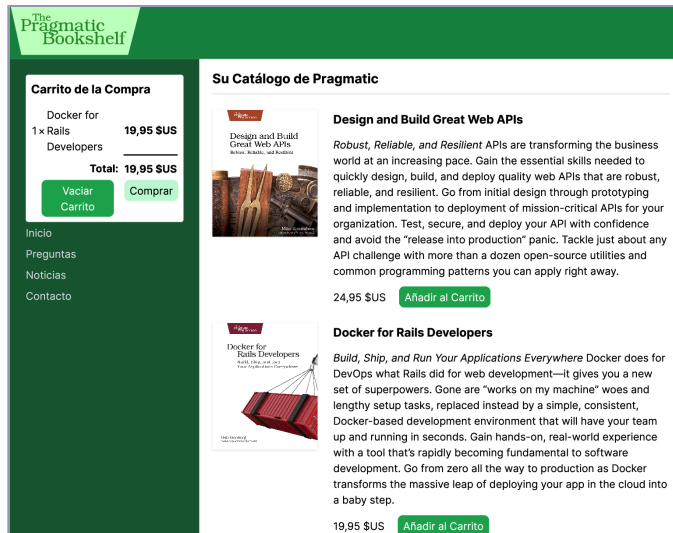 The
Pragmatic
Bookshelf
Carrito de la Compra
Docker for
1× Rails 19,95 $US
Developers
Total: 19,95 $US
Vaciar Carrito
Comprar
Inicio
Preguntas
Noticias
Contacto
Su Catálogo de Pragmatic
Design and Build
Great Web APIs
Robust, Reliable, and Resilient
Design and Build Great Web APIs
Robust, Reliable, and Resilient APIs are transforming the business
world at an increasing pace. Gain the essential skills needed to
quickly design, build, and deploy quality web APIs that are robust,
reliable, and resilient. Go from initial design through prototyping
and implementation to deployment of mission-critical APIs for your
organization. Test, secure, and deploy your API with confidence
and avoid the “release into production” panic. Tackle just about any
API challenge with more than a dozen open-source utilities and
common programming patterns you can apply right away.
24,95 $US Añadir al Carrito
Docker for
Rails Developers
Build, Ship, and Run
Your Applications Everywhere
Docker for Rails Developers
Build, Ship, and Run Your Applications Everywhere Docker does for
DevOps what Rails did for web development—it gives you a new
set of superpowers. Gone are “works on my machine” woes and
lengthy setup tasks, replaced instead by a simple, consistent,
Docker-based development environment that will have your team
up and running in seconds. Gain hands-on, real-world experience
with a tool that’s rapidly becoming fundamental to software
development. Go from zero all the way to production as Docker
transforms the massive leap of deploying your app in the cloud into
a baby step.
19,95 $US Añadir al Carrito